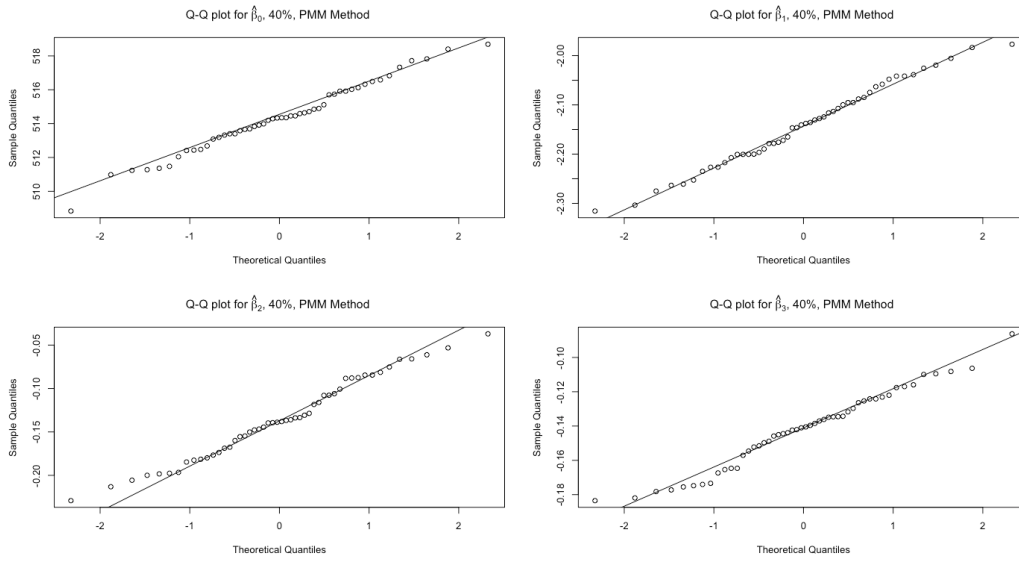 Q-Q plot for β̂₀, 40%, PMM Method
Sample Quantiles
510 512 514 516 518
-2 -1 0 1 2
Theoretical Quantiles
Q-Q plot for β̂₁, 40%, PMM Method
Sample Quantiles
-2.30 -2.20 -2.10 -2.00
-2 -1 0 1 2
Theoretical Quantiles
Q-Q plot for β̂₂, 40%, PMM Method
Sample Quantiles
-0.20 -0.15 -0.10 -0.05
-2 -1 0 1 2
Theoretical Quantiles
Q-Q plot for β̂₃, 40%, PMM Method
Sample Quantiles
-0.18 -0.16 -0.14 -0.12 -0.10
-2 -1 0 1 2
Theoretical Quantiles